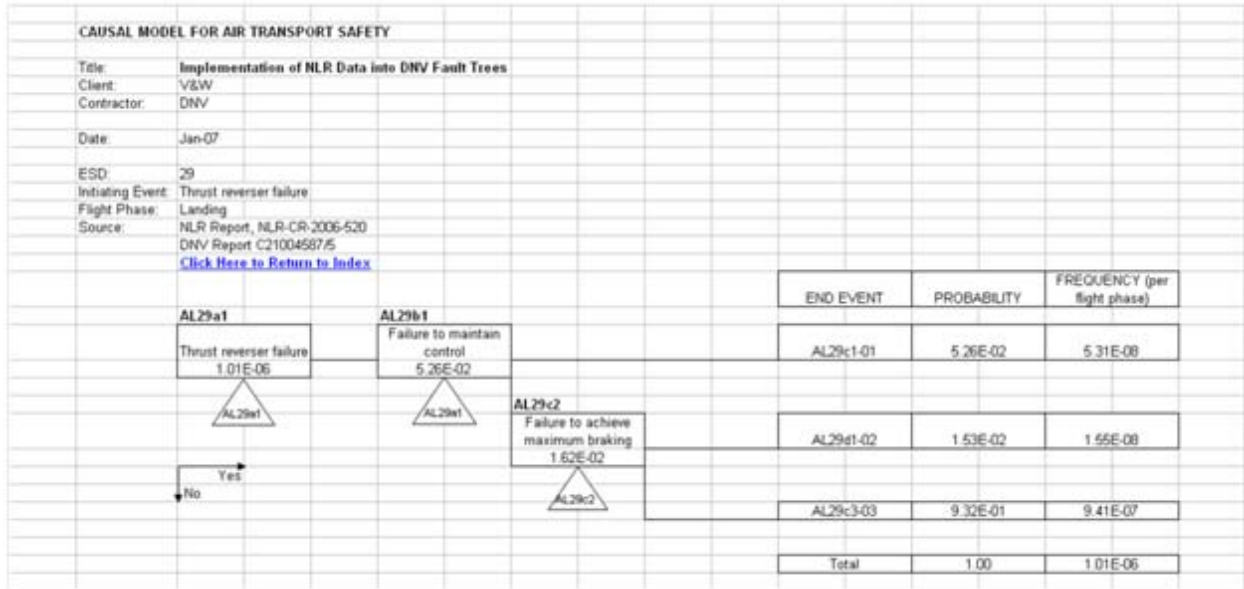 CAUSAL MODEL FOR AIR TRANSPORT SAFETY
Title: Implementation of NLR Data into DNV Fault Trees
Client: V&W
Contractor: DNV
Date: Jan-07
ESD: 29
Initiating Event: Thrust reverser failure
Flight Phase: Landing
Source: NLR Report, NLR-CR-2006-520
DNV Report C21004587/5
Click Here to Return to Index
END EVENT PROBABILITY FREQUENCY (per
flight phase)
AL29a1 AL29b1
Failure to maintain
Thrust reverser failure control AL29c1-01 5.26E-02 5.31E-08
1.01E-06 5.26E-02
AL29a1 AL29a1
AL29c2
Failure to achieve
maximum braking AL29d1-02 1.53E-02 1.55E-08
1.62E-02
Yes
No
AL29c2
AL29c3-03 9.32E-01 9.41E-07
Total 1.00 1.01E-06